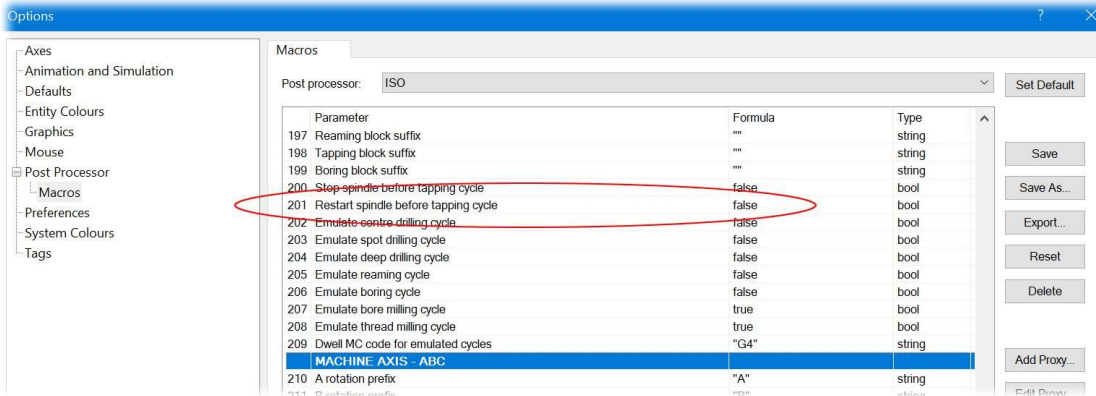 Options ? ×
Axes
Animation and Simulation
Defaults
Entity Colours
Graphics
Mouse
Post Processor
Macros
Preferences
System Colours
Tags
Macros
Post processor: ISO
Parameter Formula Type
197 Reaming block suffix "" string
198 Tapping block suffix "" string
199 Boring block suffix "" string
200 Stop spindle before tapping cycle false bool
201 Restart spindle before tapping cycle false bool
202 Emulate centre drilling cycle false bool
203 Emulate spot drilling cycle false bool
204 Emulate deep drilling cycle false bool
205 Emulate reaming cycle false bool
206 Emulate boring cycle false bool
207 Emulate bore milling cycle true bool
208 Emulate thread milling cycle true bool
209 Dwell MC code for emulated cycles "G4" string
MACHINE AXIS - ABC
210 A rotation prefix "A" string
211 B rotation prefix "B" string
Set Default
Save
Save As...
Export...
Reset
Delete
Add Proxy...
Edit Proxy...